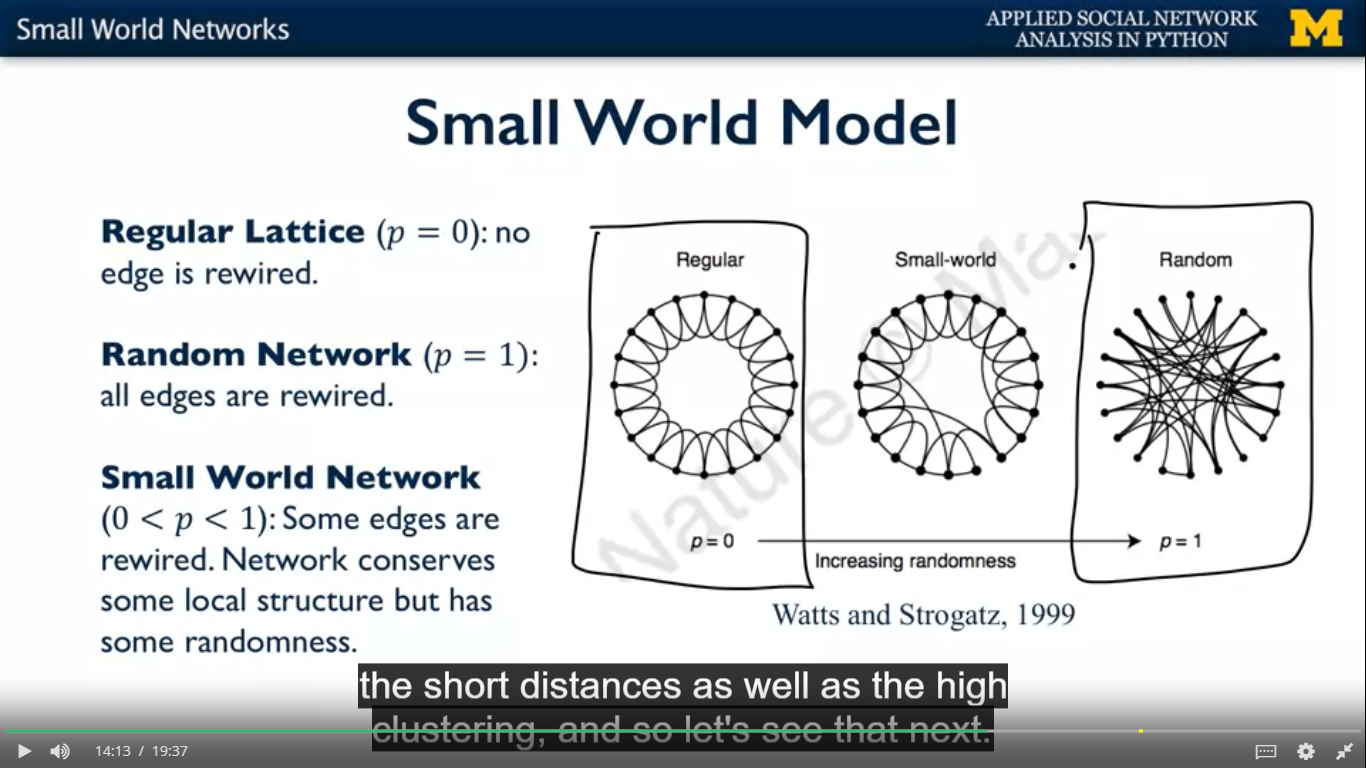 Small World Networks
APPLIED SOCIAL NETWORK
ANALYSIS IN PYTHON
M
Small World Model
Regular Lattice (p = 0): no
edge is rewired.
Random Network (p = 1):
all edges are rewired.
Small World Network
(0 < p < 1): Some edges are
rewired. Network conserves
some local structure but has
some randomness.
Regular
Small-world
Random
Nature © Ma
p = 0
p = 1
Increasing randomness
Watts and Strogatz, 1999
the short distances as well as the high
clustering, and so let's see that next.
14:13 / 19:37